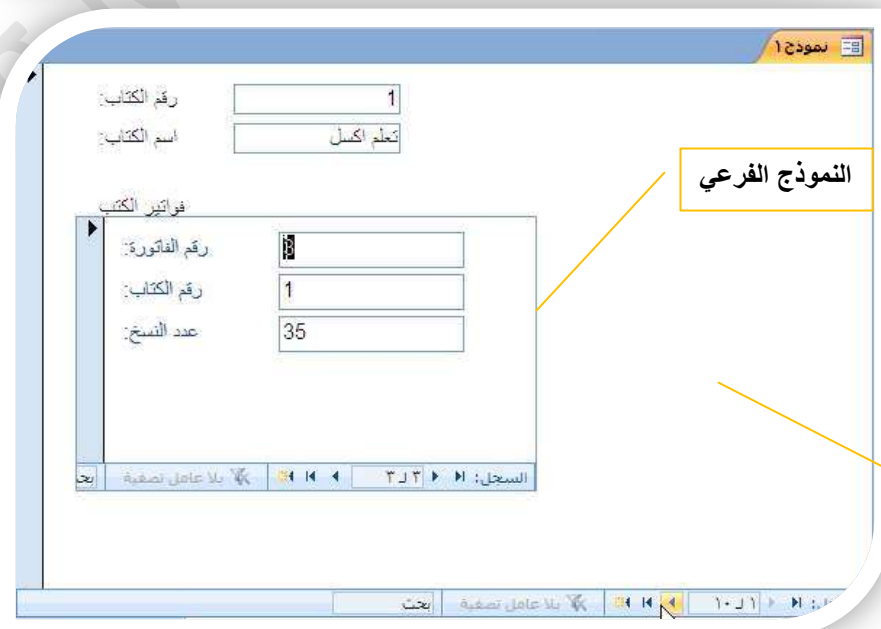 نموذج١
رقم الكتاب: 1
اسم الكتاب: تعلم اكسل
النموذج الفرعي
فواتير الكتب
رقم الفاتورة:
رقم الكتاب: 1
عدد النسخ: 35
السجل: ٣ لـ ٣ بلا عامل تصفية
١ لـ ١٠ بلا عامل تصفية بحث